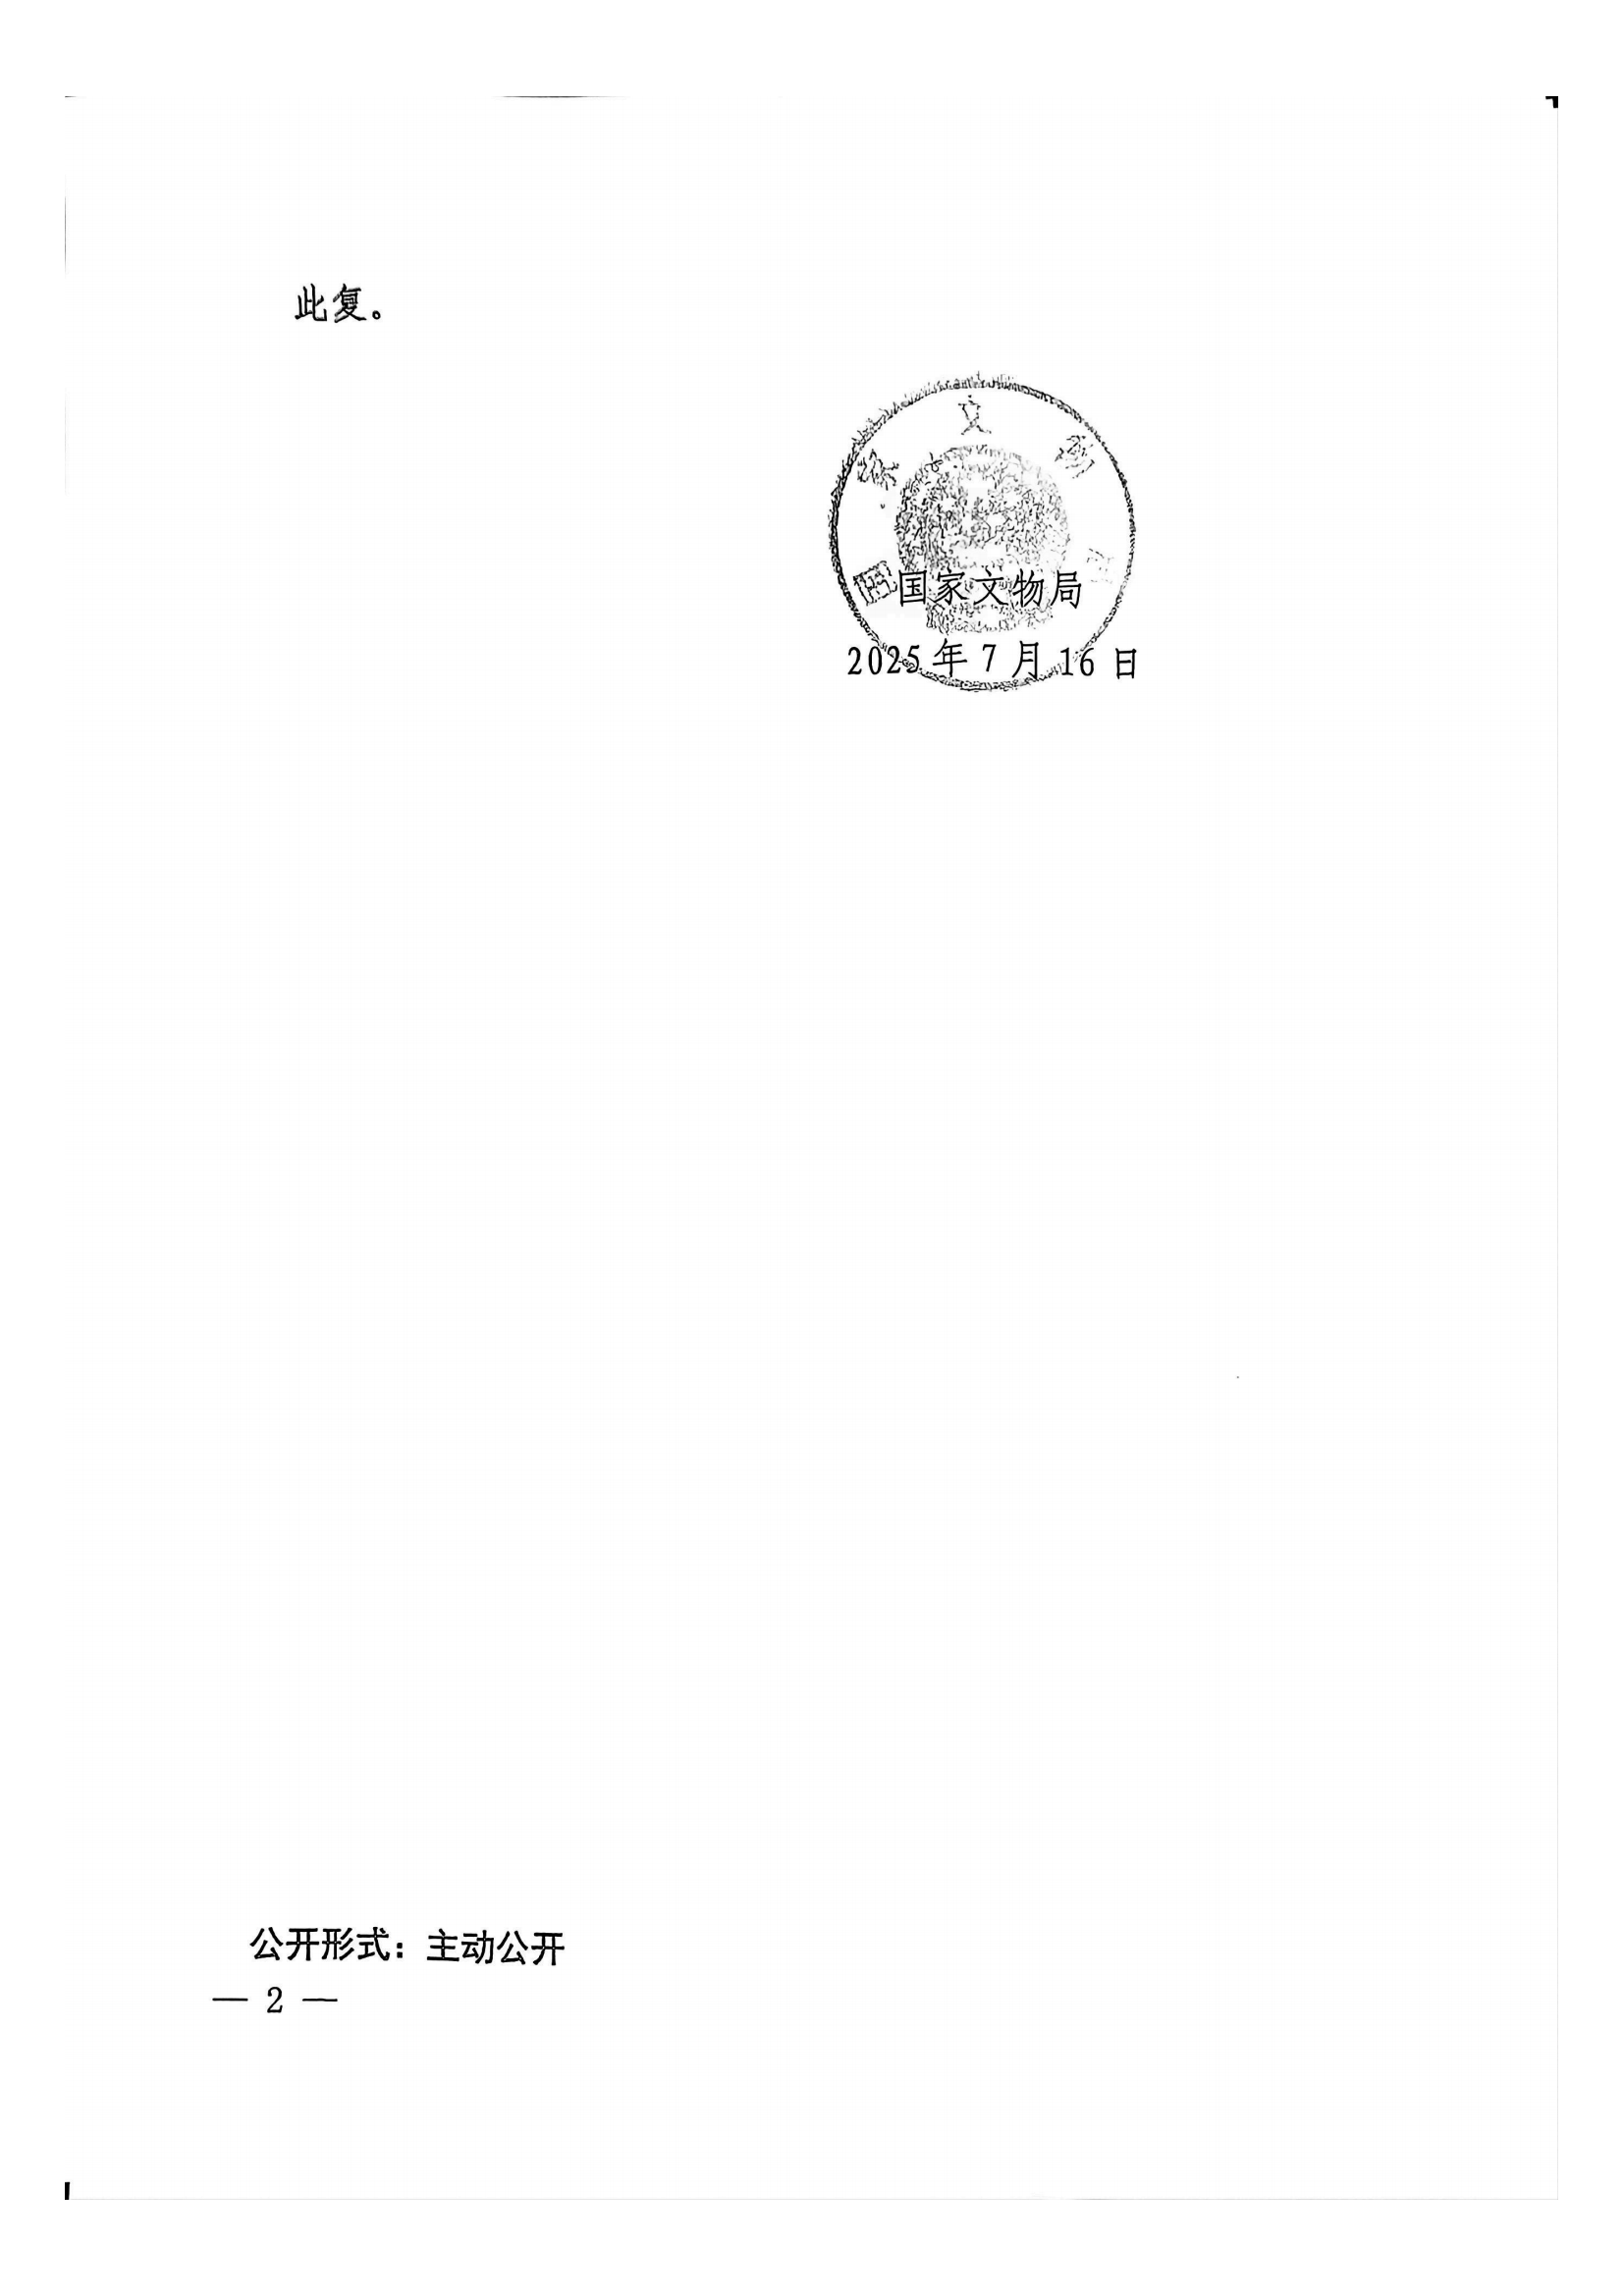 此复。
国家文物局
2025年7月16日
公开形式：主动公开
— 2 —